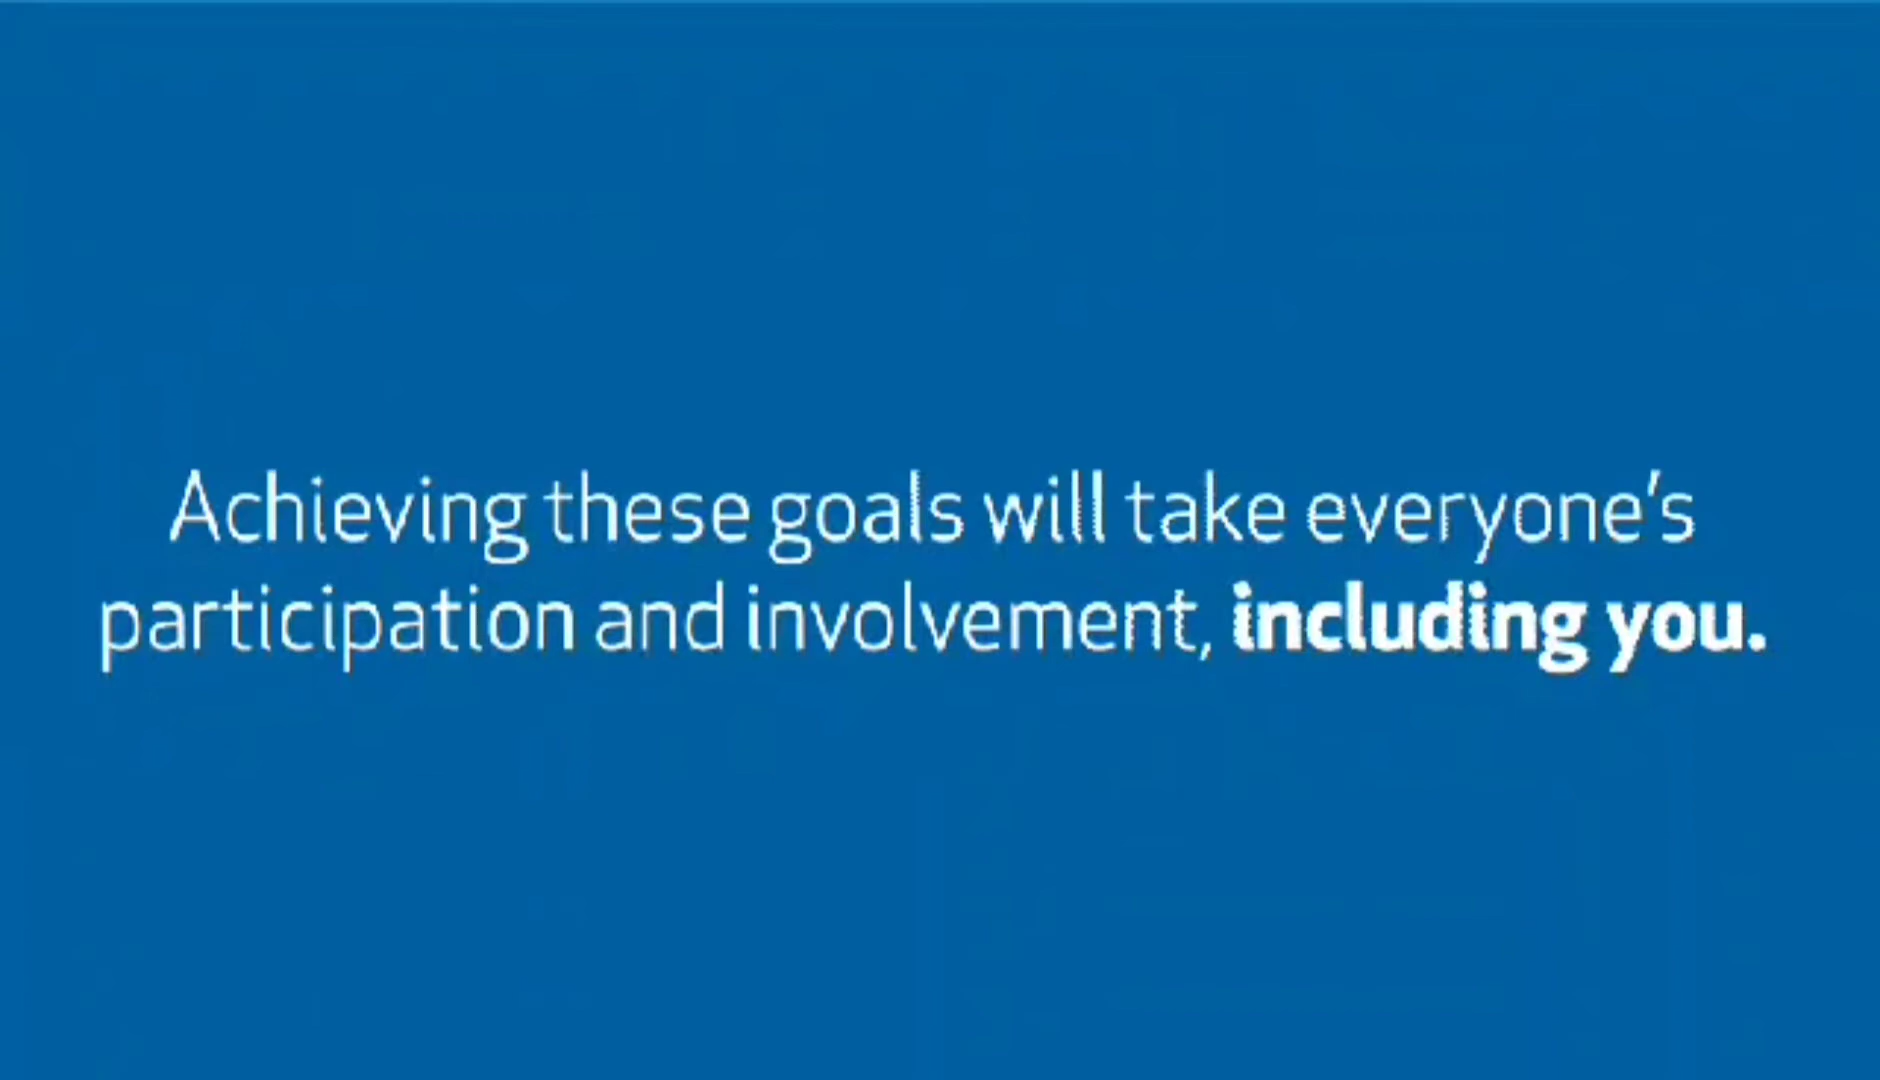 Achieving these goals will take everyone’s
participation and involvement, including you.